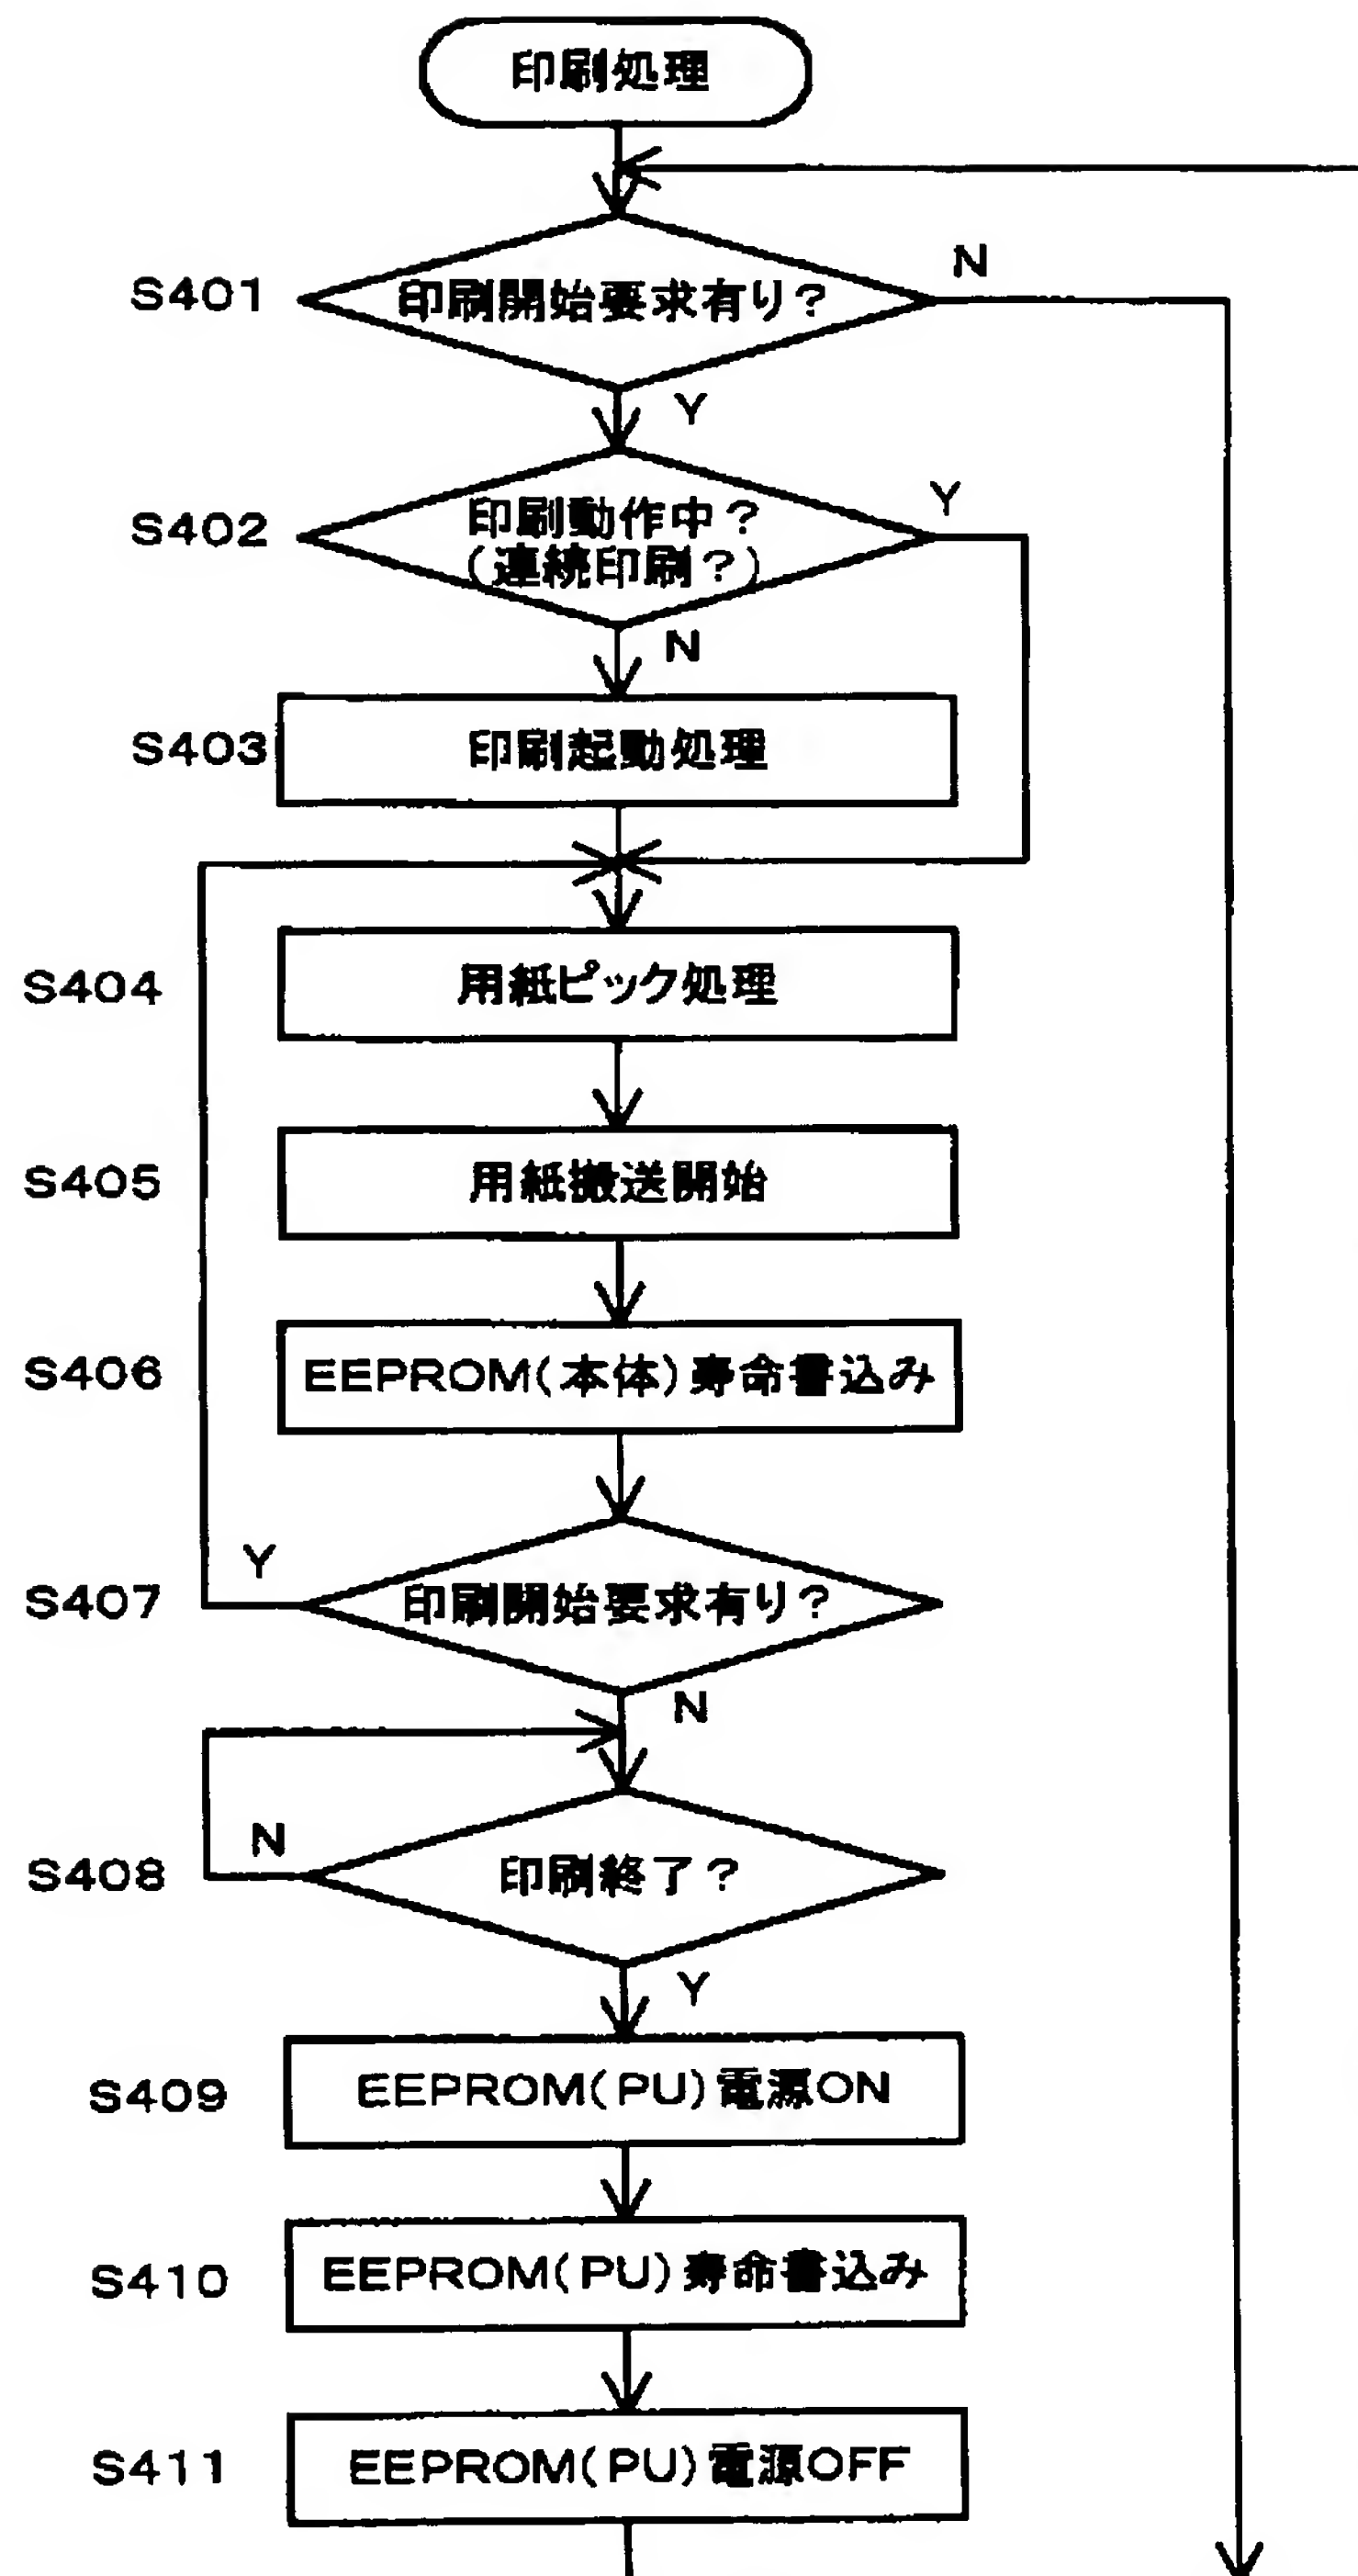 印刷処理
S401
印刷開始要求有り？
N
Y
S402
印刷動作中？
（連続印刷？）
Y
N
S403
印刷起動処理
S404
用紙ピック処理
S405
用紙搬送開始
S406
EEPROM(本体)寿命書込み
S407
印刷開始要求有り？
Y
N
S408
印刷終了？
N
Y
S409
EEPROM(PU)電源ON
S410
EEPROM(PU)寿命書込み
S411
EEPROM(PU)電源OFF